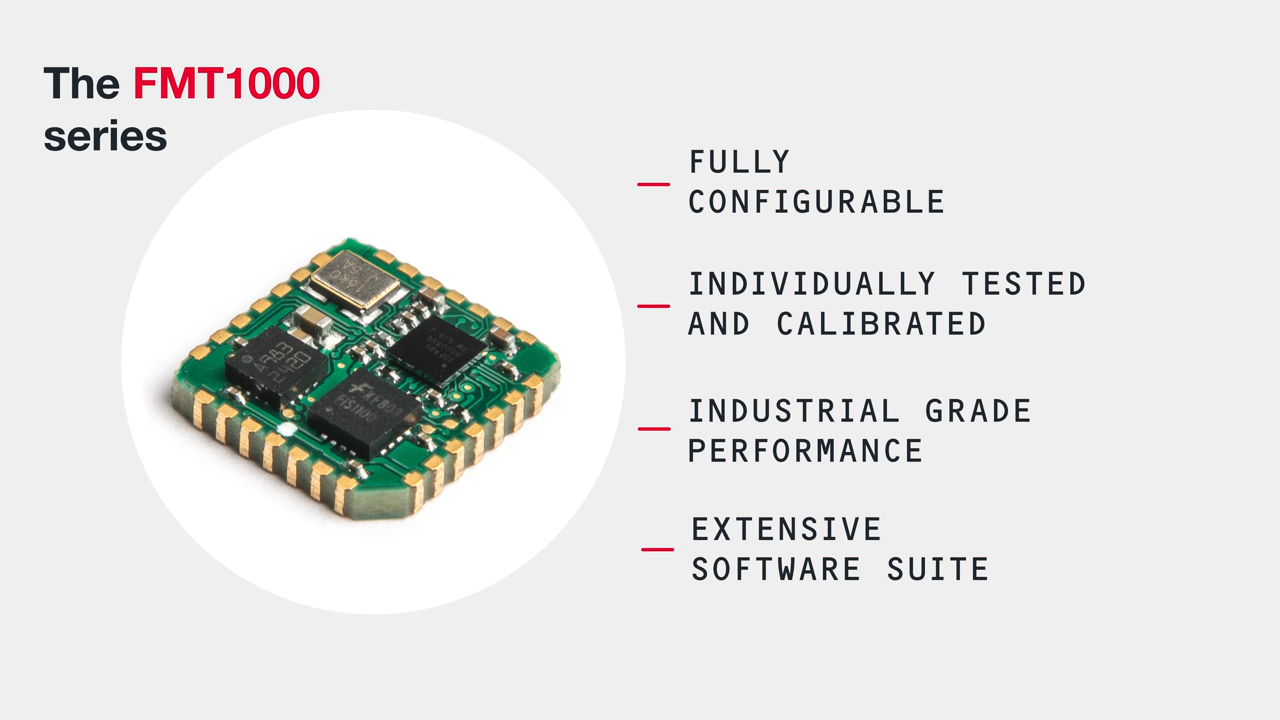 The FMT1000
series
FULLY
CONFIGURABLE
INDIVIDUALLY TESTED
AND CALIBRATED
INDUSTRIAL GRADE
PERFORMANCE
EXTENSIVE
SOFTWARE SUITE